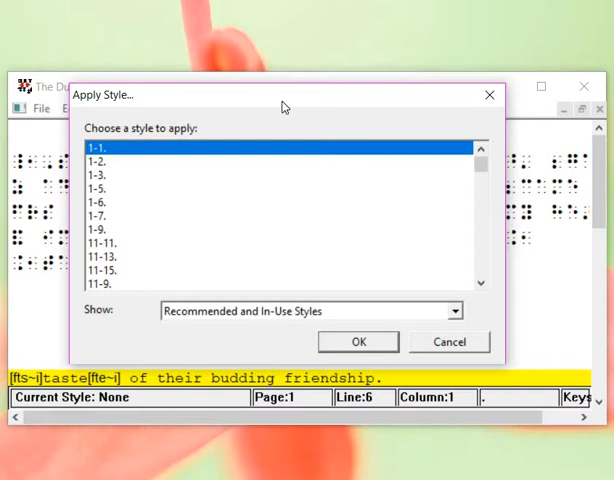 The Du
File E
Apply Style...
Choose a style to apply:
1-1.
1-2.
1-3.
1-5.
1-6.
1-7.
1-9.
11-11.
11-13.
11-15.
11-9.
Show: Recommended and In-Use Styles
OK Cancel
[fts~i]taste[fte~i] of their budding friendship.
Current Style: None Page:1 Line:6 Column:1 . Keys